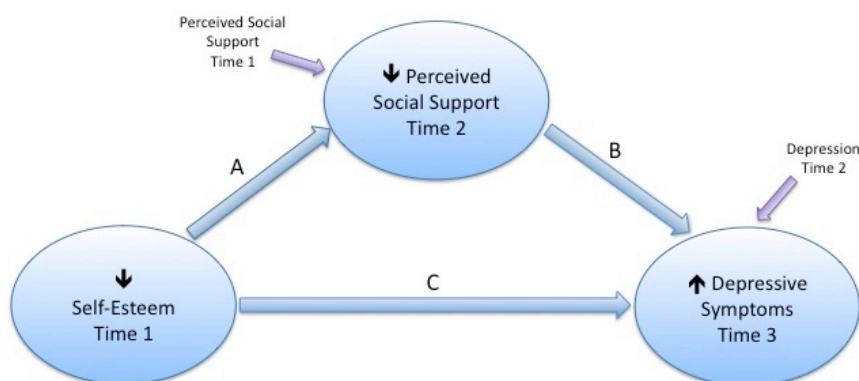 Perceived Social
Support
Time 1
↓ Perceived
Social Support
Time 2
A
B
Depression
Time 2
↓
Self-Esteem
Time 1
C
↑ Depressive
Symptoms
Time 3